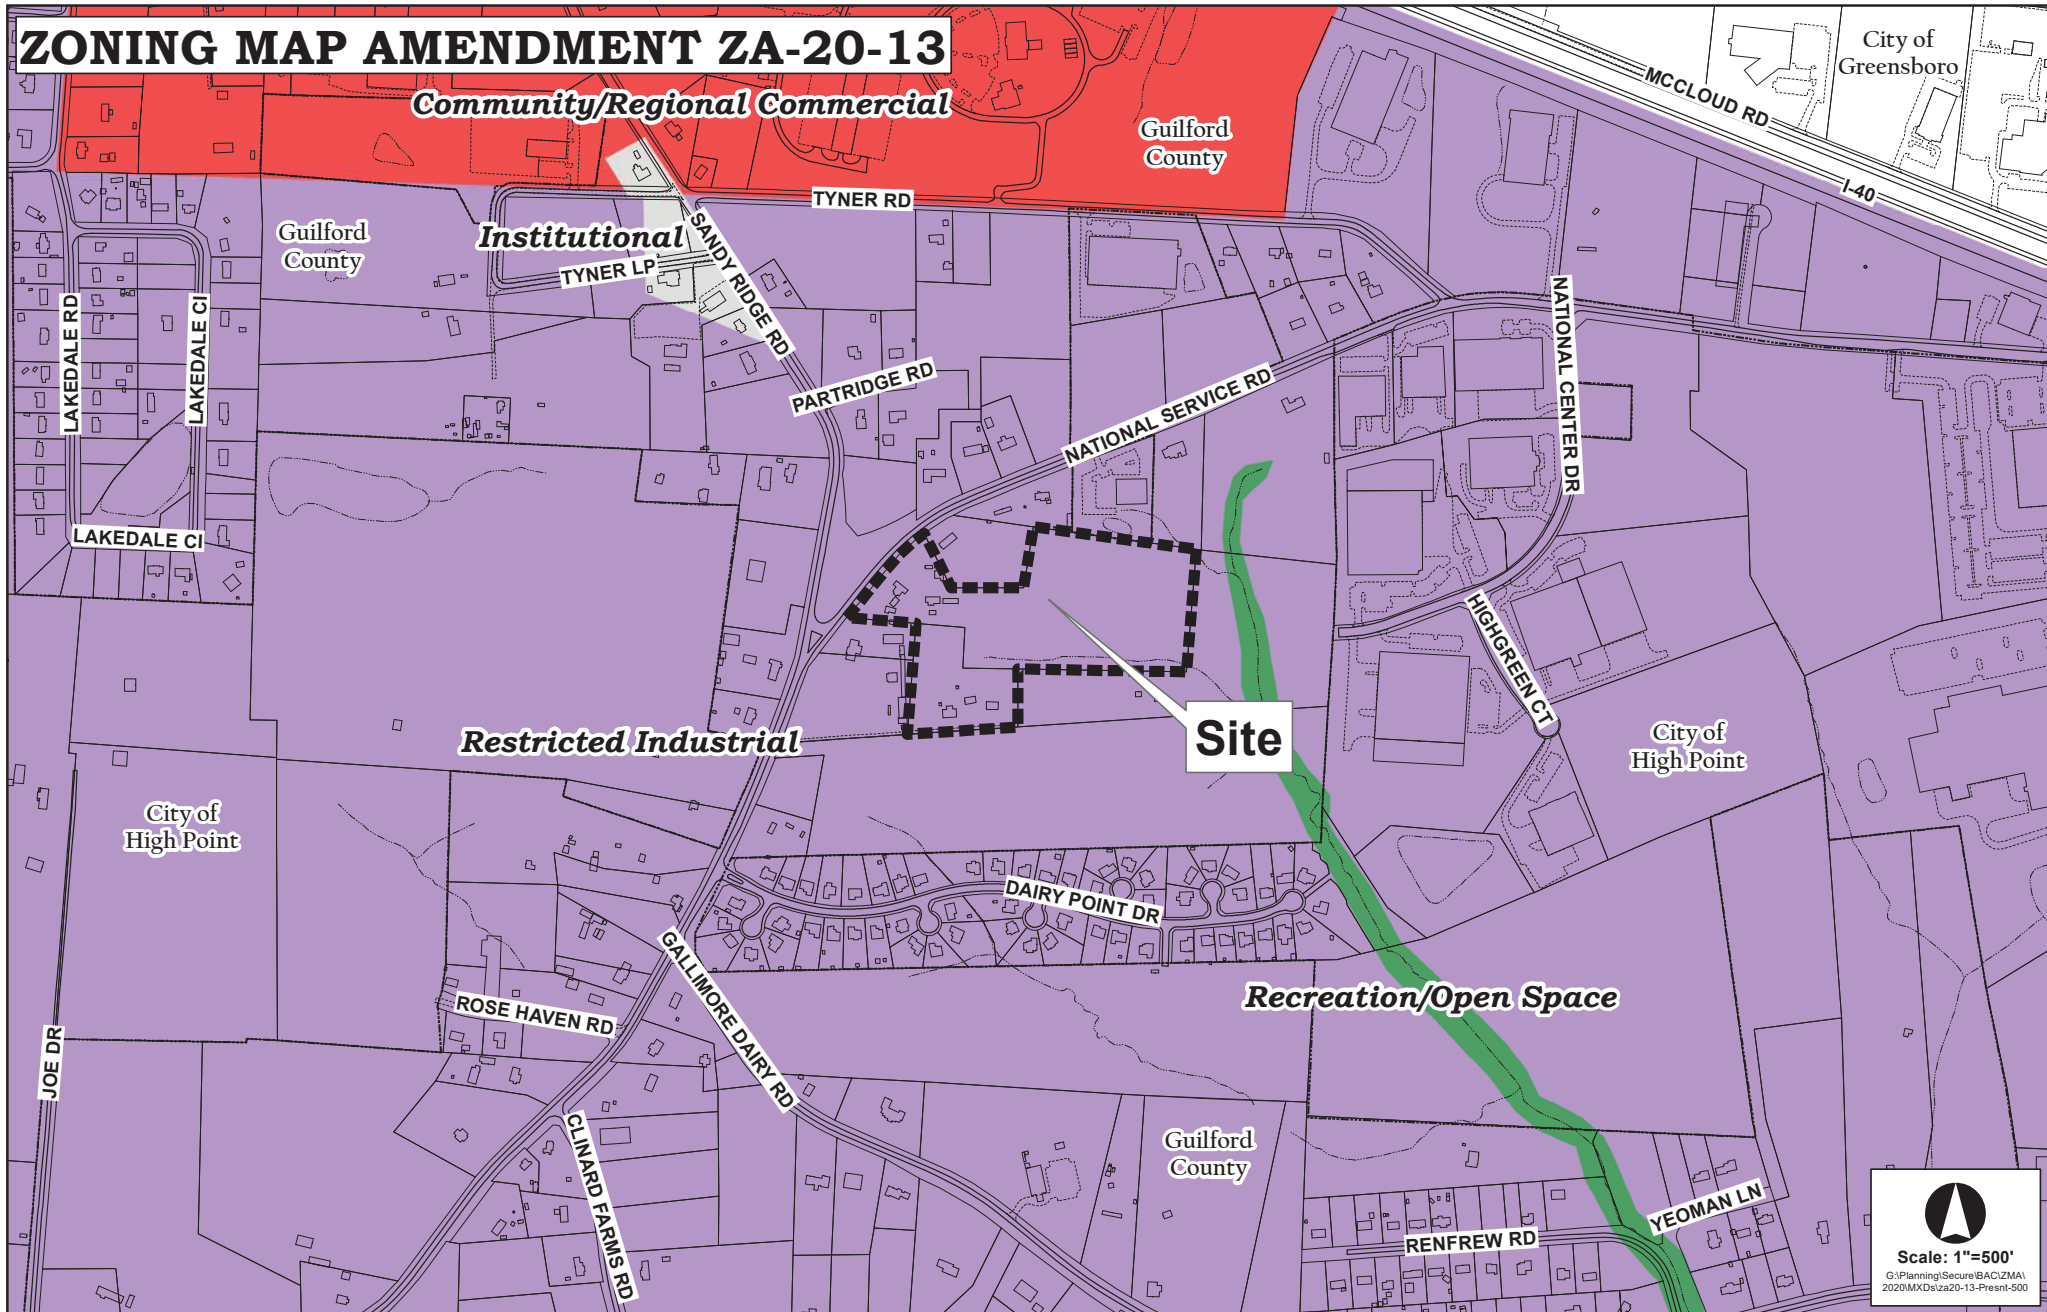 ZONING MAP AMENDMENT ZA-20-13
City of
Greensboro
MCCLOUD RD
Community/Regional Commercial
Guilford
County
I-40
TYNER RD
Guilford
County
Institutional
SANDY RIDGE RD
TYNER LP
NATIONAL CENTER DR
LAKEDALE RD
LAKEDALE CI
PARTRIDGE RD
NATIONAL SERVICE RD
LAKEDALE CI
HIGHGREEN CT
Site
Restricted Industrial
City of
High Point
City of
High Point
DAIRY POINT DR
GALLIMORE DAIRY RD
Recreation/Open Space
ROSE HAVEN RD
JOE DR
CLINARD FARMS RD
Guilford
County
YEOMAN LN
RENFREW RD
Scale: 1"=500'
G:\Planning\Secure\BAC\ZMA\
2020\MXDs\za20-13-Presnt-500